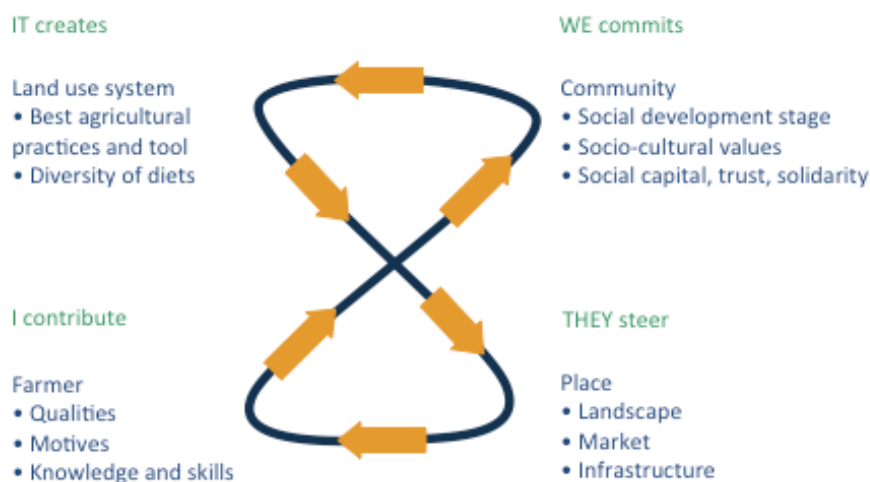 IT creates
Land use system
• Best agricultural
practices and tool
• Diversity of diets
WE commits
Community
• Social development stage
• Socio-cultural values
• Social capital, trust, solidarity
I contribute
Farmer
• Qualities
• Motives
• Knowledge and skills
THEY steer
Place
• Landscape
• Market
• Infrastructure